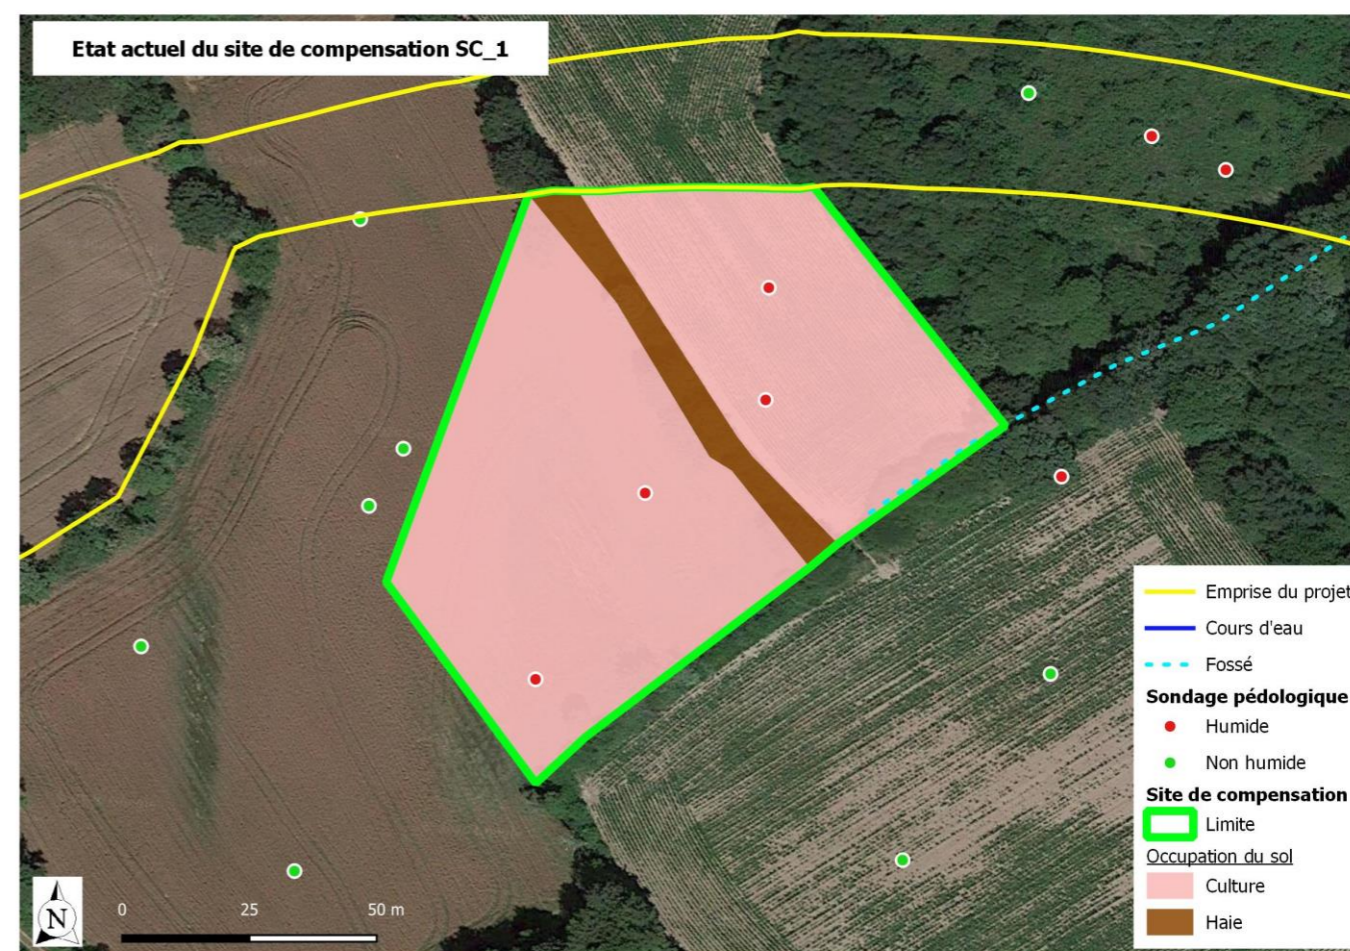 Etat actuel du site de compensation SC_1
Emprise du projet
Cours d'eau
Fossé
Sondage pédologique
Humide
Non humide
Site de compensation
Limite
Occupation du sol
Culture
Haie
N
0 25 50 m